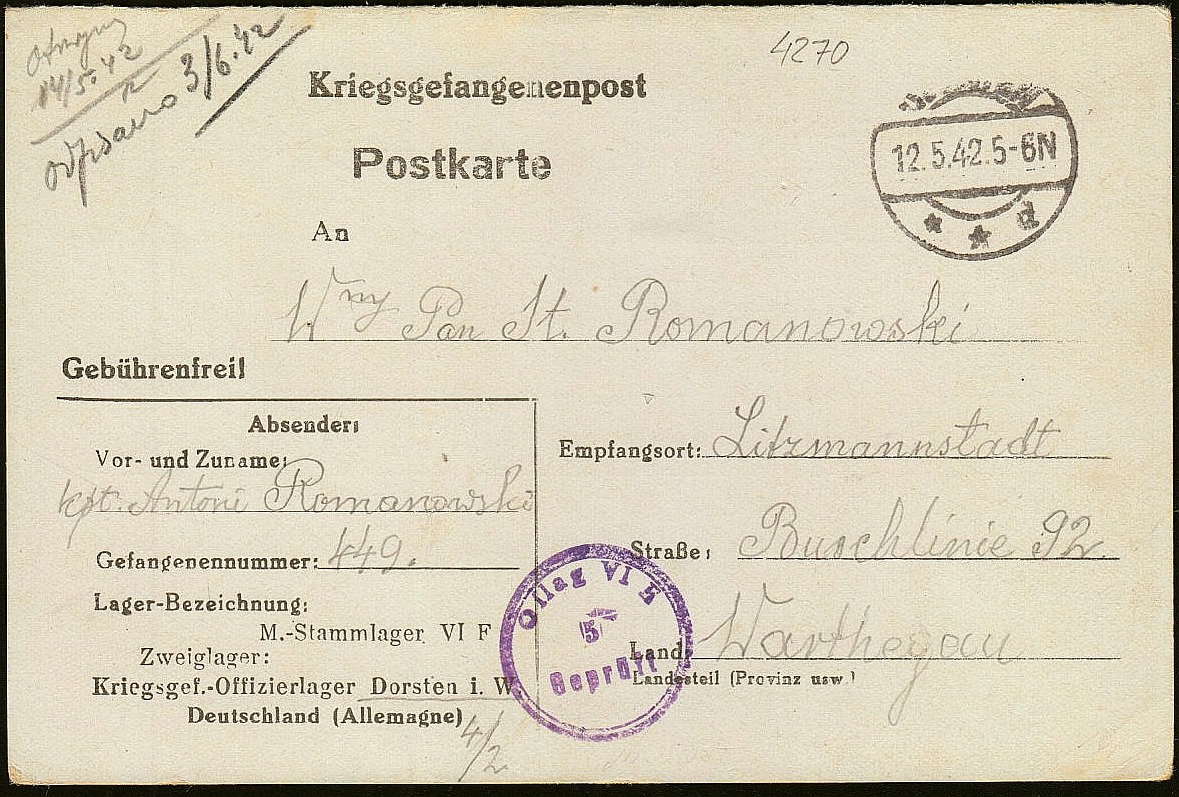 14/5.42
odpisano 3/6.42
4270
Kriegsgefangenenpost
12.5.42.5-6N
* * d
Postkarte
An
Wny Pan St. Romanowski
Gebührenfrei!
Absender:
Vor- und Zuname:
kpt. Antoni Romanowski
Gefangenennummer: 449.
Lager-Bezeichnung:
M.-Stammlager VI F
Zweiglager:
Kriegsgef.-Offizierlager Dorsten i. W
Deutschland (Allemagne)
4/2
Empfangsort: Litzmannstadt
Straße: Buschlinie 92
Land: Warthegau
Landesteil (Provinz usw.)
Oflag VI E
5
Geprüft